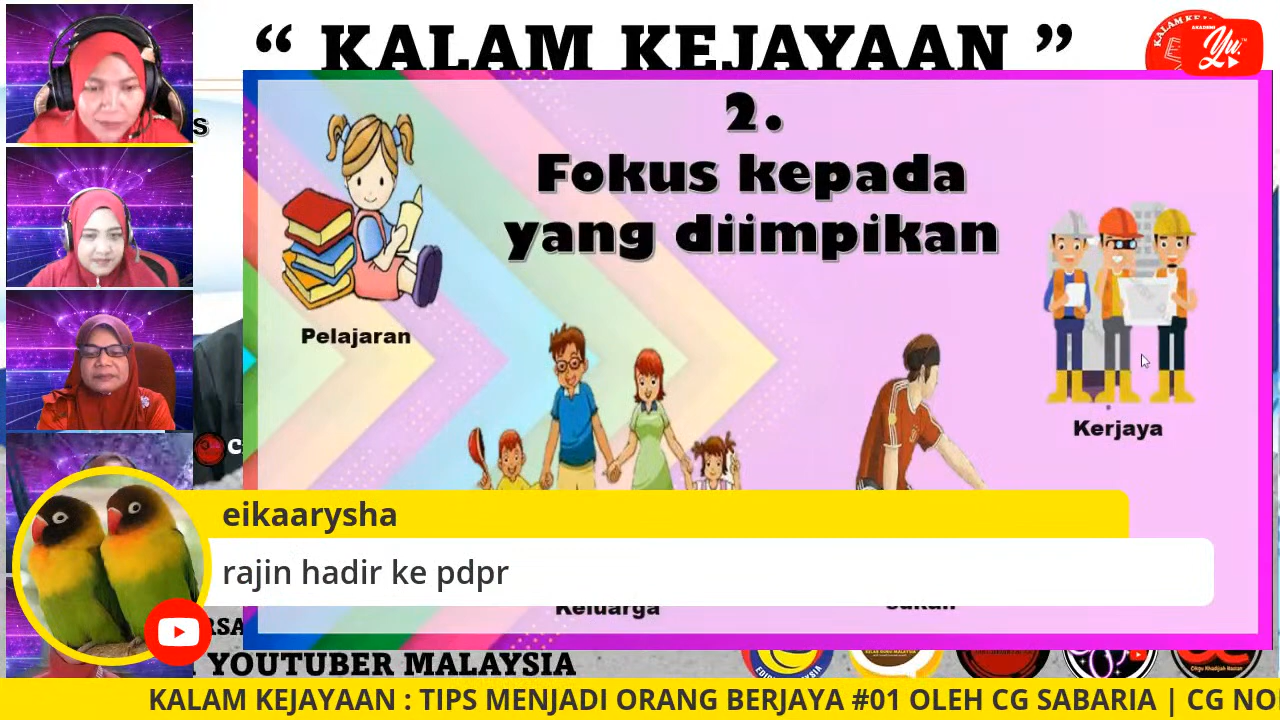 “ KALAM KEJAYAAN ”
2.
Fokus kepada
yang diimpikan
Pelajaran
Kerjaya
eikaarysha
rajin hadir ke pdpr
Keluarga
Sukan
YOUTUBER MALAYSIA
KALAM KEJAYAAN : TIPS MENJADI ORANG BERJAYA #01 OLEH CG SABARIA | CG NO